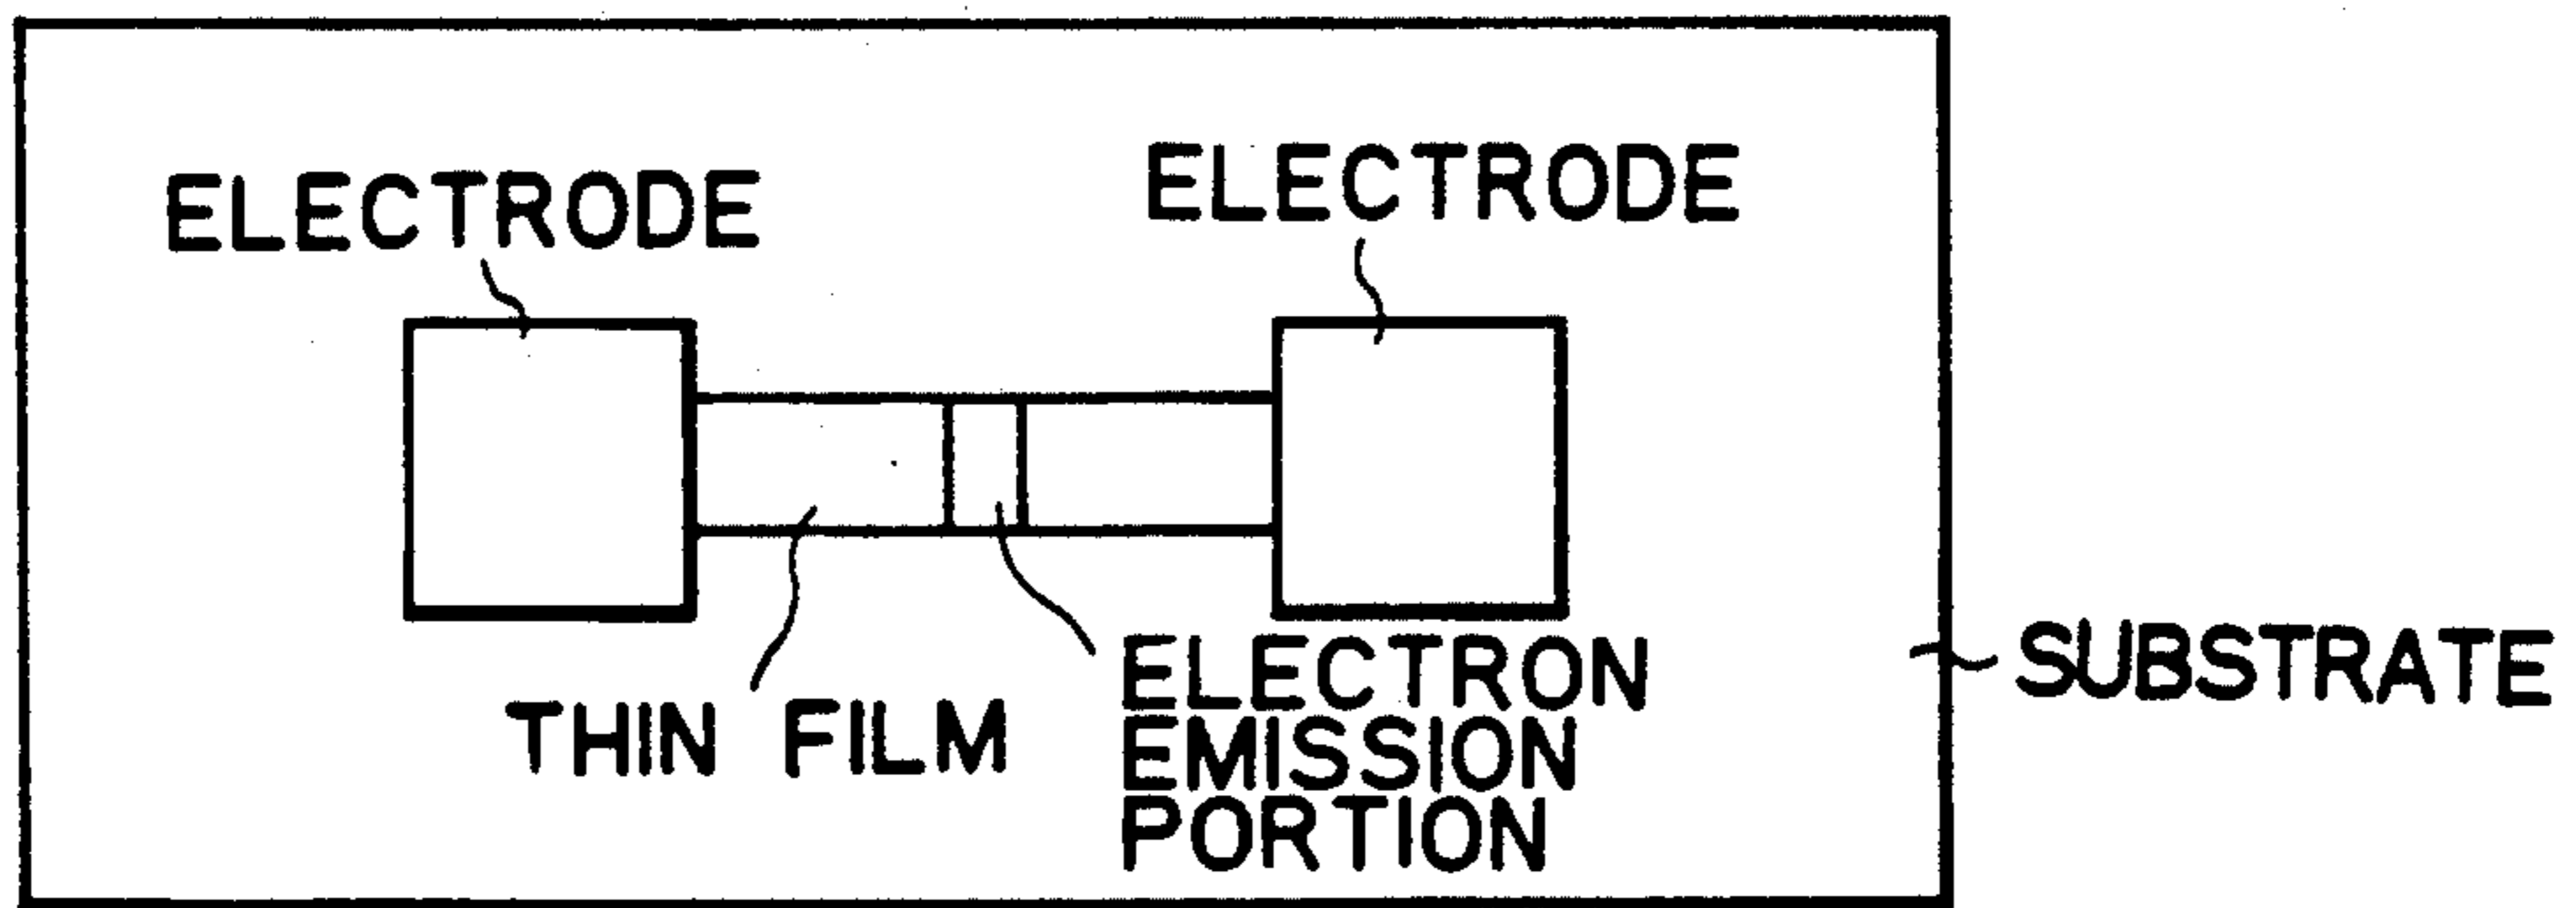 ELECTRODE
ELECTRODE
SUBSTRATE
THIN FILM
ELECTRON
EMISSION
PORTION